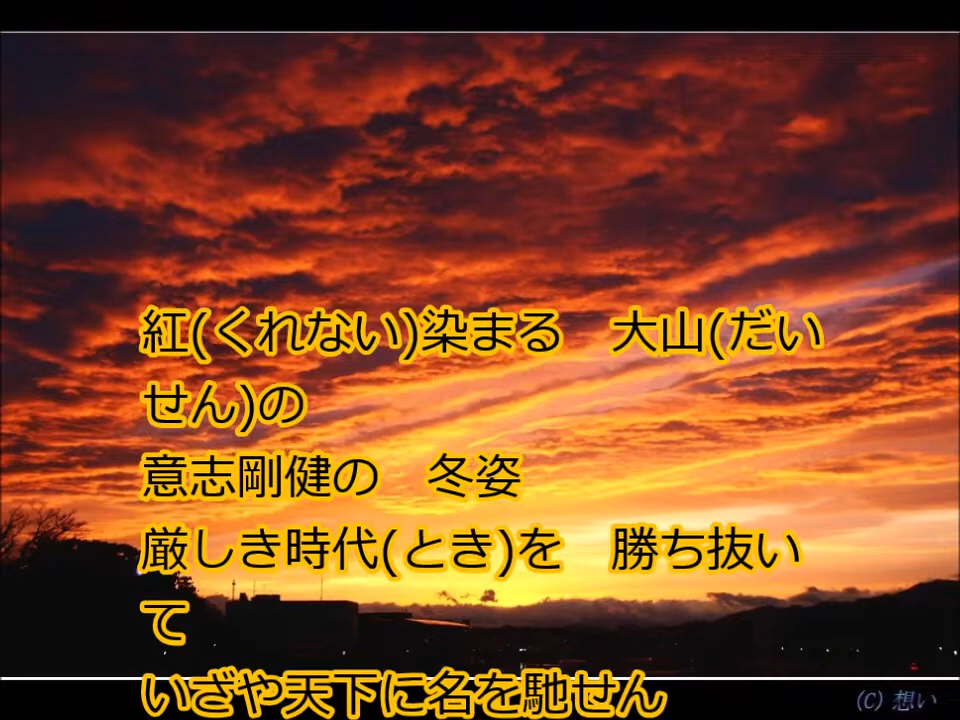 紅(くれない)染まる　大山(だい
せん)の
意志剛健の　冬姿
厳しき時代(とき)を　勝ち抜い
て
いざや天下に名を馳せん
(C) 想い